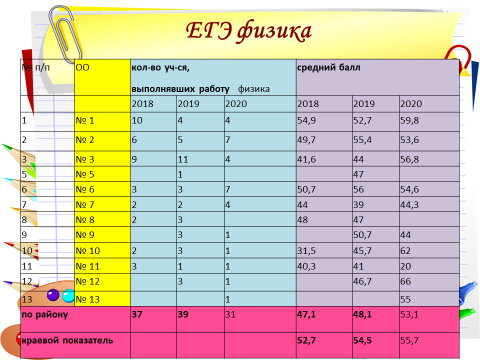 ЕГЭ физика
№ п/п ОО кол-во уч-ся, средний балл
выполнявших работу физика
2018 2019 2020 2018 2019 2020
1 № 1 10 4 4 54,9 52,7 59,8
2 № 2 6 5 7 49,7 55,4 53,6
3 № 3 9 11 4 41,6 44 56,8
5 № 5 1 47
6 № 6 3 3 7 50,7 56 54,6
7 № 7 2 2 4 44 39 44,3
8 № 8 2 3 48 47
9 № 9 3 1 50,7 44
10 № 10 2 3 1 31,5 45,7 62
11 № 11 3 1 1 40,3 41 20
12 № 12 3 1 46,7 66
13 № 13 1 55
по району 37 39 31 47,1 48,1 53,1
краевой показатель 52,7 54,5 55,7